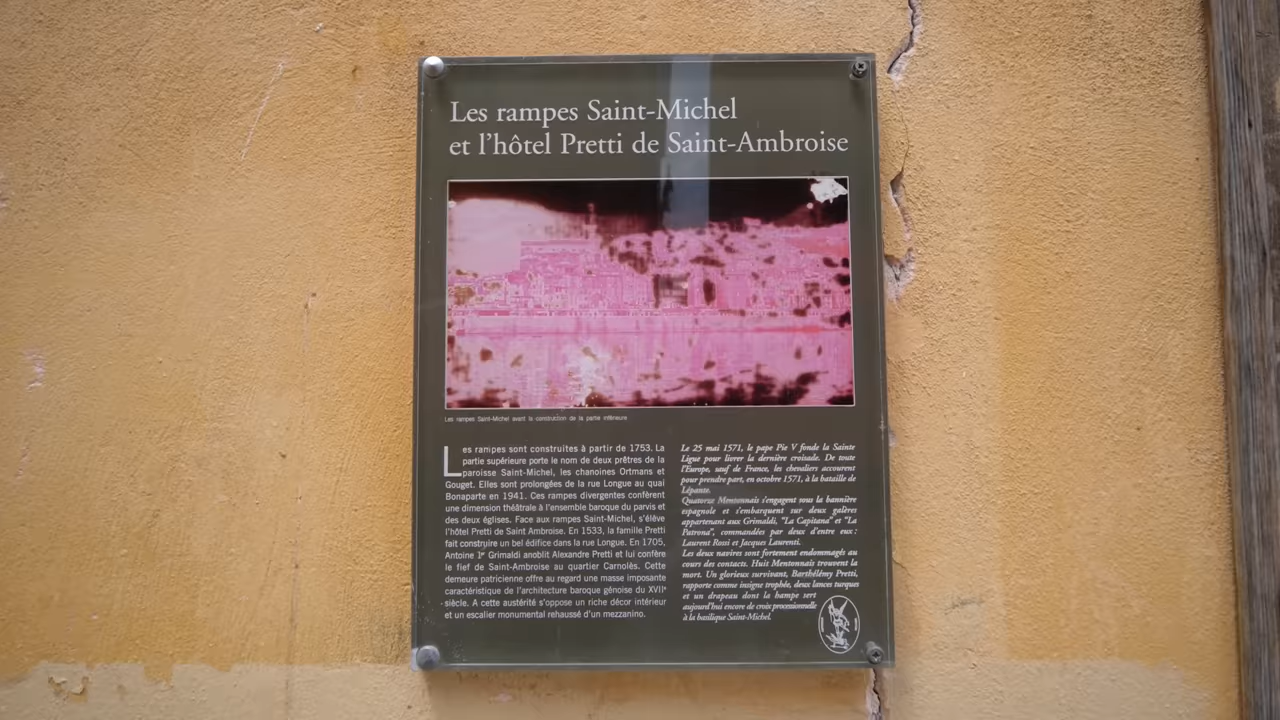 Les rampes Saint-Michel
et l'hôtel Pretti de Saint-Ambroise
Les rampes Saint-Michel avant la construction de la partie inférieure
Les rampes sont construites à partir de 1753. La
partie supérieure porte le nom de deux prêtres de la
paroisse Saint-Michel, les chanoines Ortmans et
Gouget. Elles sont prolongées de la rue Longue au quai
Bonaparte en 1941. Ces rampes divergentes confèrent
une dimension théâtrale à l'ensemble baroque du parvis et
des deux églises. Face aux rampes Saint-Michel, s'élève
l'hôtel Pretti de Saint Ambroise. En 1533, la famille Pretti
fait construire un bel édifice dans la rue Longue. En 1705,
Antoine 1er Grimaldi anoblit Alexandre Pretti et lui confère
le fief de Saint-Ambroise au quartier Carnolès. Cette
demeure patricienne offre au regard une masse imposante
caractéristique de l'architecture baroque génoise du XVIIe
siècle. A cette austérité s'oppose un riche décor intérieur
et un escalier monumental rehaussé d'un mezzanino.
Le 25 mai 1571, le pape Pie V fonde la Sainte
Ligue pour livrer la dernière croisade. De toute
l'Europe, sauf de France, les chevaliers accourent
pour prendre part, en octobre 1571, à la bataille de
Lépante.
Quatorze Mentonnais s'engagent sous la bannière
espagnole et s'embarquent sur deux galères
appartenant aux Grimaldi, "La Capitana" et "La
Patrona", commandées par deux d'entre eux :
Laurent Rossi et Jacques Laurenti.
Les deux navires sont fortement endommagés au
cours des contacts. Huit Mentonnais trouvent la
mort. Un glorieux survivant, Barthélémy Pretti,
rapporte comme insigne trophée, deux lances turques
et un drapeau dont la hampe sert
aujourd'hui encore de croix processionnelle
à la basilique Saint-Michel.